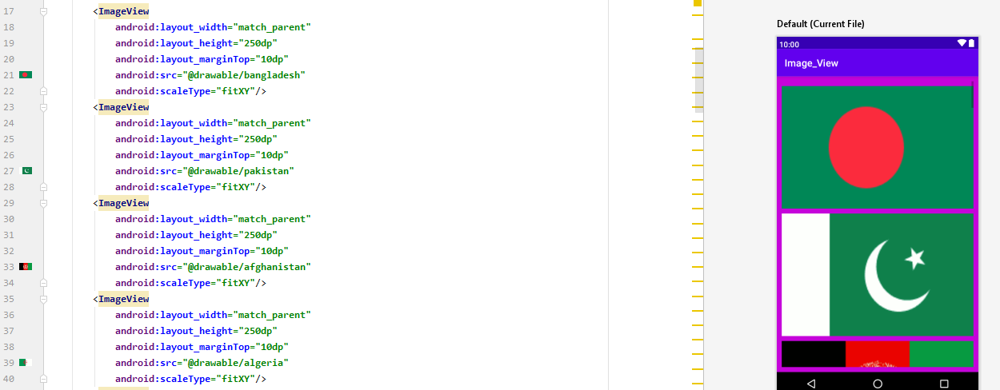 17 <ImageView
18 android:layout_width="match_parent"
19 android:layout_height="250dp"
20 android:layout_marginTop="10dp"
21 android:src="@drawable/bangladesh"
22 android:scaleType="fitXY"/>
23 <ImageView
24 android:layout_width="match_parent"
25 android:layout_height="250dp"
26 android:layout_marginTop="10dp"
27 android:src="@drawable/pakistan"
28 android:scaleType="fitXY"/>
29 <ImageView
30 android:layout_width="match_parent"
31 android:layout_height="250dp"
32 android:layout_marginTop="10dp"
33 android:src="@drawable/afghanistan"
34 android:scaleType="fitXY"/>
35 <ImageView
36 android:layout_width="match_parent"
37 android:layout_height="250dp"
38 android:layout_marginTop="10dp"
39 android:src="@drawable/algeria"
40 android:scaleType="fitXY"/>
Default (Current File)
10:00
Image_View